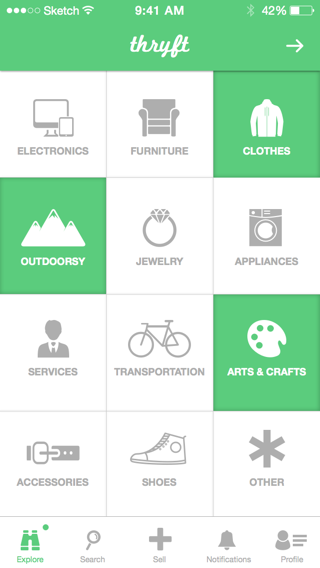 Sketch 9:41 AM 42%
thryft
ELECTRONICS FURNITURE CLOTHES
OUTDOORSY JEWELRY APPLIANCES
SERVICES TRANSPORTATION ARTS & CRAFTS
ACCESSORIES SHOES OTHER
Explore Search Sell Notifications Profile